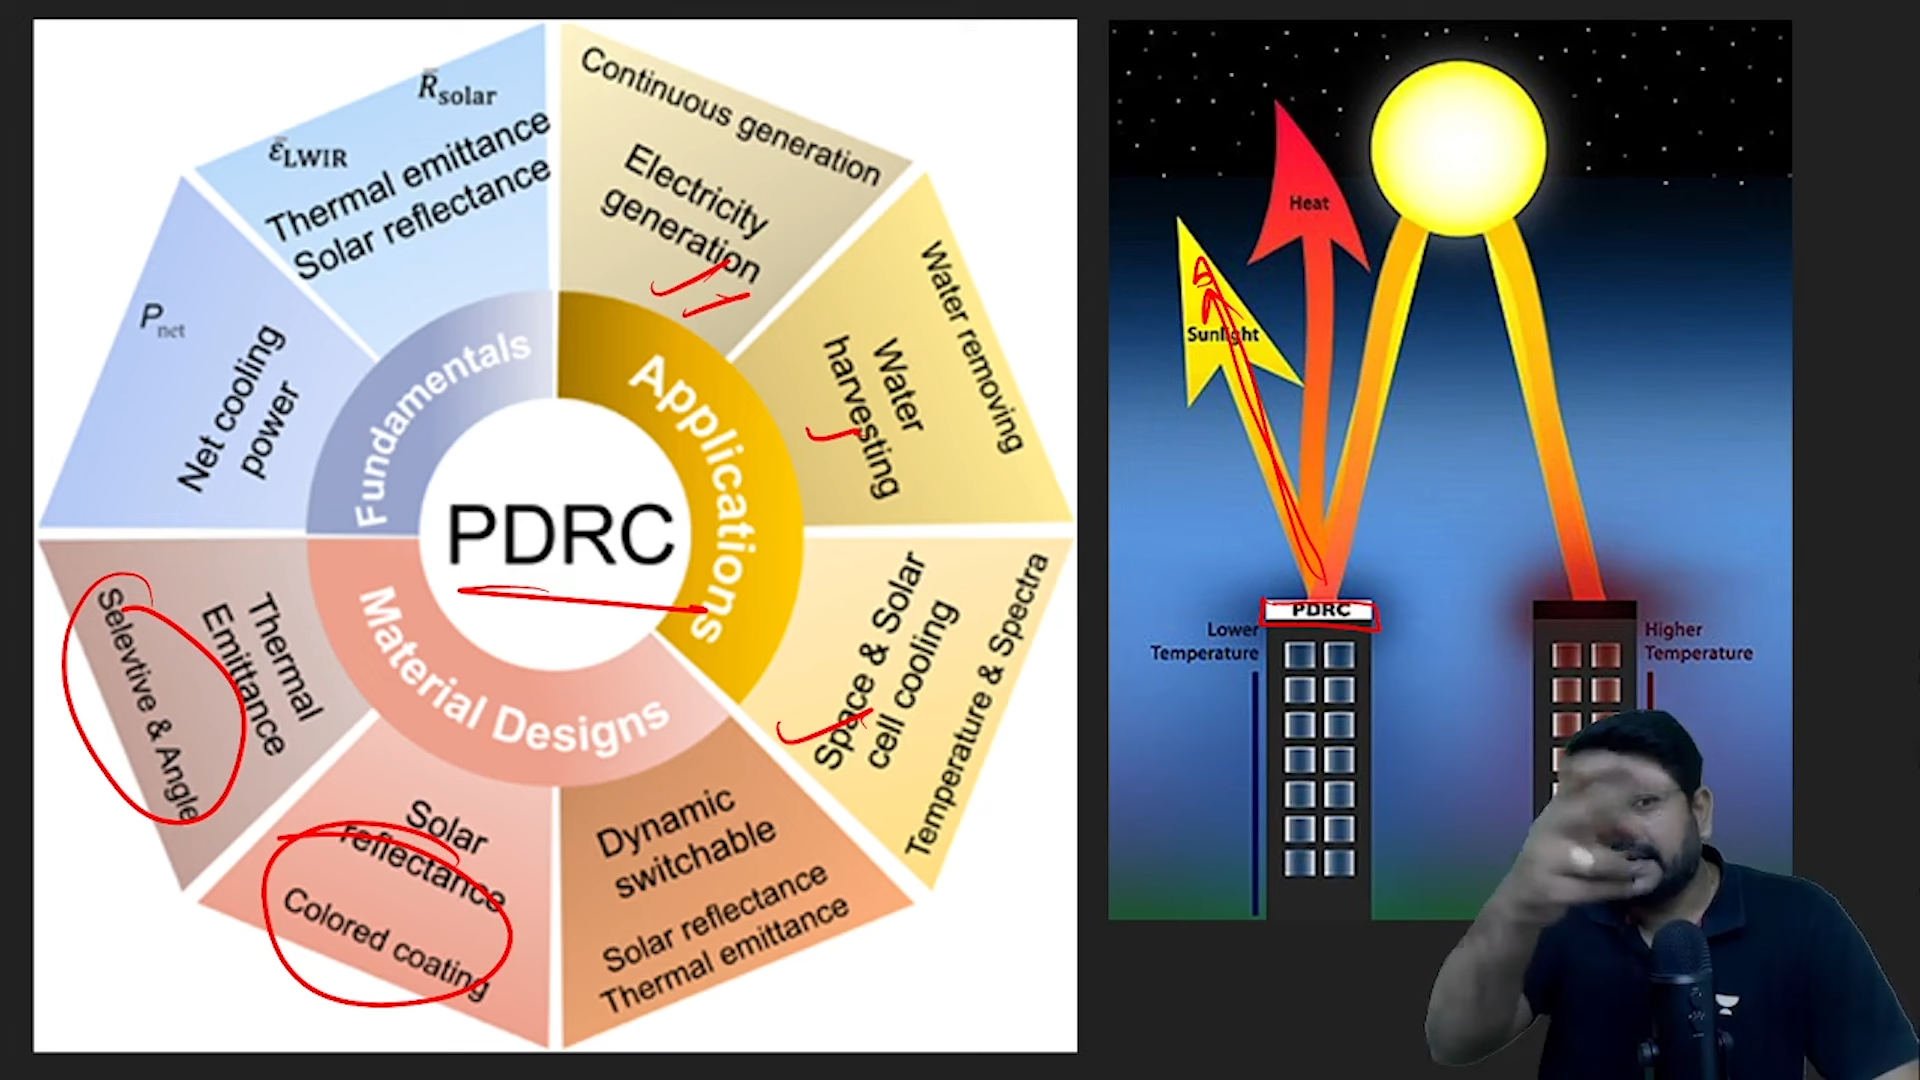 R̄solar
ε̄LWIR
Thermal emittance
Solar reflectance
Continuous generation
Electricity
generation
Water removing
Water
harvesting
Pnet
Net cooling
power
Fundamentals
Applications
PDRC
Material Designs
Selevtive & Angle
Thermal
Emittance
Solar
reflectance
Colored coating
Dynamic
switchable
Solar reflectance
Thermal emittance
Space & Solar
cell cooling
Temperature & Spectra
Heat
Sunlight
PDRC
Lower
Temperature
Higher
Temperature